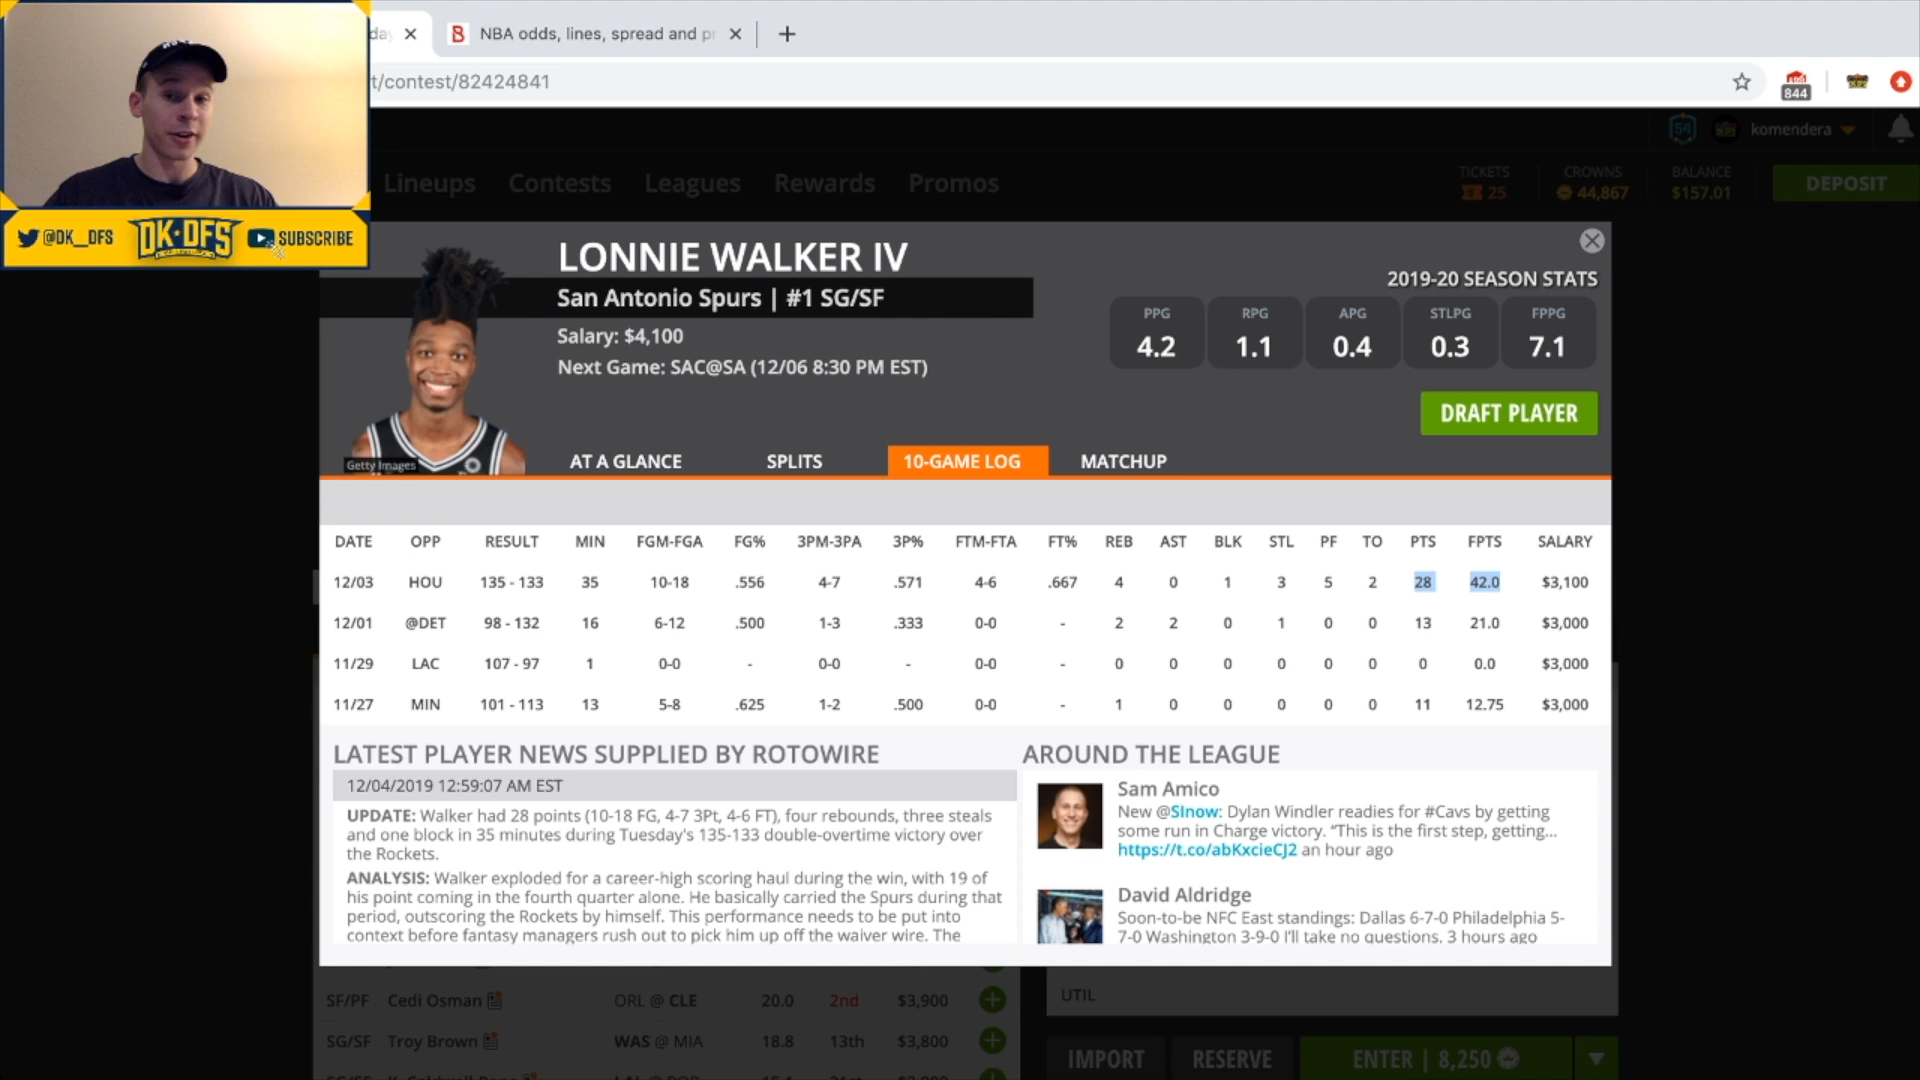 NBA odds, lines, spread and pr
t/contest/82424841
844
54
komendera
Lineups Contests Leagues Rewards Promos
TICKETS
25
CROWNS
44,867
BALANCE
$157.01
DEPOSIT
@DK__DFS
DK★DFS
SUBSCRIBE
LONNIE WALKER IV
San Antonio Spurs | #1 SG/SF
Salary: $4,100
Next Game: SAC@SA (12/06 8:30 PM EST)
2019-20 SEASON STATS
PPG RPG APG STLPG FPPG
4.2 1.1 0.4 0.3 7.1
DRAFT PLAYER
Getty Images
AT A GLANCE SPLITS 10-GAME LOG MATCHUP
DATE OPP RESULT MIN FGM-FGA FG% 3PM-3PA 3P% FTM-FTA FT% REB AST BLK STL PF TO PTS FPTS SALARY
12/03 HOU 135 - 133 35 10-18 .556 4-7 .571 4-6 .667 4 0 1 3 5 2 28 42.0 $3,100
12/01 @DET 98 - 132 16 6-12 .500 1-3 .333 0-0 - 2 2 0 1 0 0 13 21.0 $3,000
11/29 LAC 107 - 97 1 0-0 - 0-0 - 0-0 - 0 0 0 0 0 0 0 0.0 $3,000
11/27 MIN 101 - 113 13 5-8 .625 1-2 .500 0-0 - 1 0 0 0 0 0 11 12.75 $3,000
LATEST PLAYER NEWS SUPPLIED BY ROTOWIRE
12/04/2019 12:59:07 AM EST
UPDATE: Walker had 28 points (10-18 FG, 4-7 3Pt, 4-6 FT), four rebounds, three steals
and one block in 35 minutes during Tuesday's 135-133 double-overtime victory over
the Rockets.
ANALYSIS: Walker exploded for a career-high scoring haul during the win, with 19 of
his point coming in the fourth quarter alone. He basically carried the Spurs during that
period, outscoring the Rockets by himself. This performance needs to be put into
context before fantasy managers rush out to pick him up off the waiver wire. The
AROUND THE LEAGUE
Sam Amico
New @SInow: Dylan Windler readies for #Cavs by getting
some run in Charge victory. “This is the first step, getting...
https://t.co/abKxcieCJ2 an hour ago
David Aldridge
Soon-to-be NFC East standings: Dallas 6-7-0 Philadelphia 5-
7-0 Washington 3-9-0 I'll take no questions. 3 hours ago
SF/PF Cedi Osman ORL @ CLE 20.0 2nd $3,900
SG/SF Troy Brown WAS @ MIA 18.8 13th $3,800
UTIL
IMPORT RESERVE ENTER | 8,250